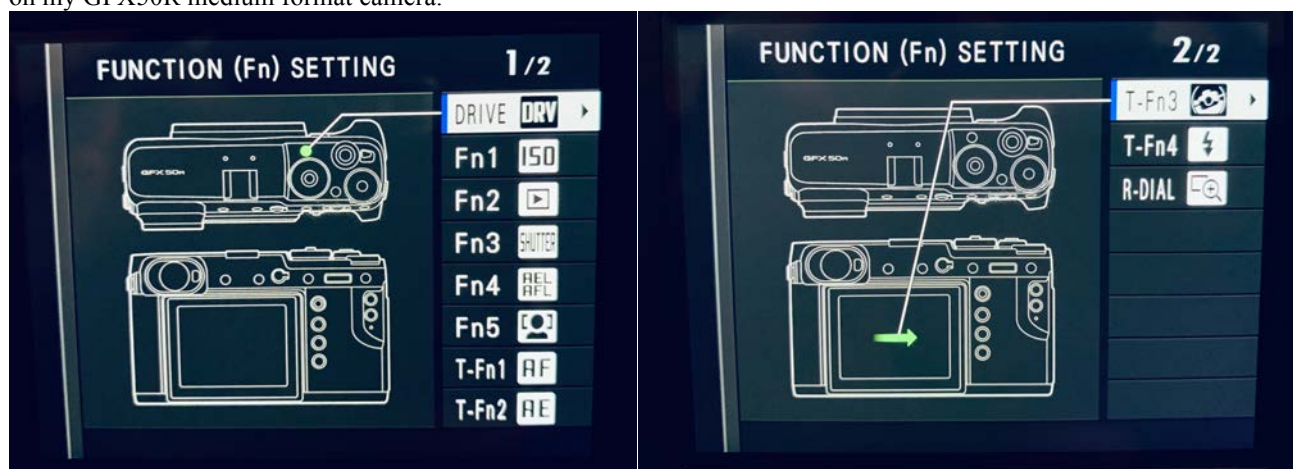 on my GFX50R medium format camera.
FUNCTION (Fn) SETTING 1/2
DRIVE DRV
Fn1 ISO
Fn2
Fn3 SHUTTER
Fn4 AEL AFL
Fn5
T-Fn1 AF
T-Fn2 AE
GFX 50R
FUNCTION (Fn) SETTING 2/2
T-Fn3
T-Fn4
R-DIAL
GFX 50R